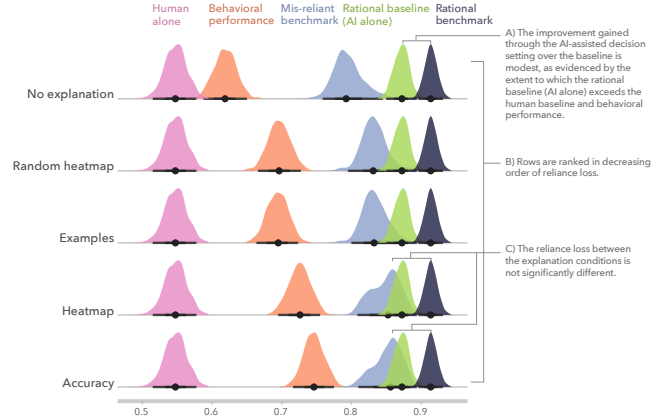 Human alone
Behavioral performance
Mis-reliant benchmark
Rational baseline (AI alone)
Rational benchmark
A) The improvement gained
through the AI-assisted decision
setting over the baseline is
modest, as evidenced by the
extent to which the rational
baseline (AI alone) exceeds the
human baseline and behavioral
performance.
No explanation
Random heatmap
B) Rows are ranked in decreasing
order of reliance loss.
Examples
C) The reliance loss between
the explanation conditions is
not significantly different.
Heatmap
Accuracy
0.5 0.6 0.7 0.8 0.9